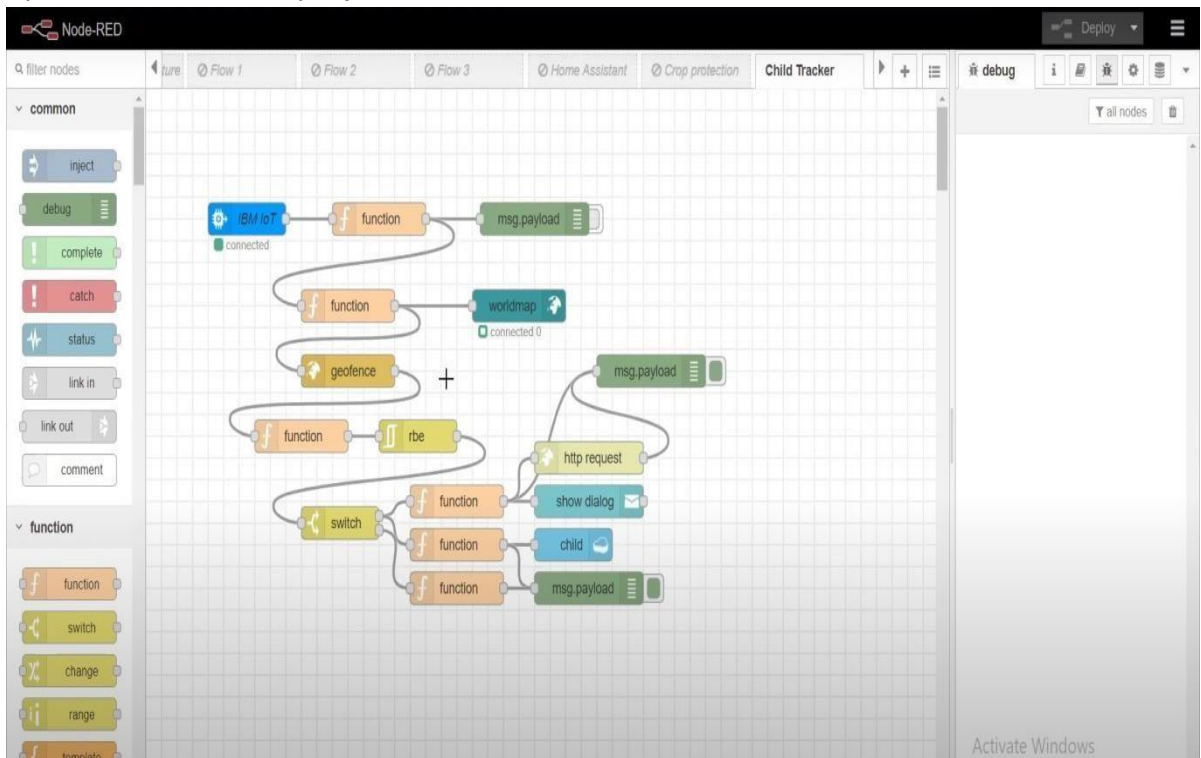 Node-RED
Deploy
filter nodes
ture
Flow 1
Flow 2
Flow 3
Home Assistant
Crop protection
Child Tracker
debug
i
all nodes
common
inject
debug
complete
catch
status
link in
link out
comment
function
function
switch
change
range
template
IBM IoT
connected
function
msg.payload
function
worldmap
connected 0
geofence
msg.payload
function
rbe
http request
switch
function
show dialog
function
child
function
msg.payload
Activate Windows